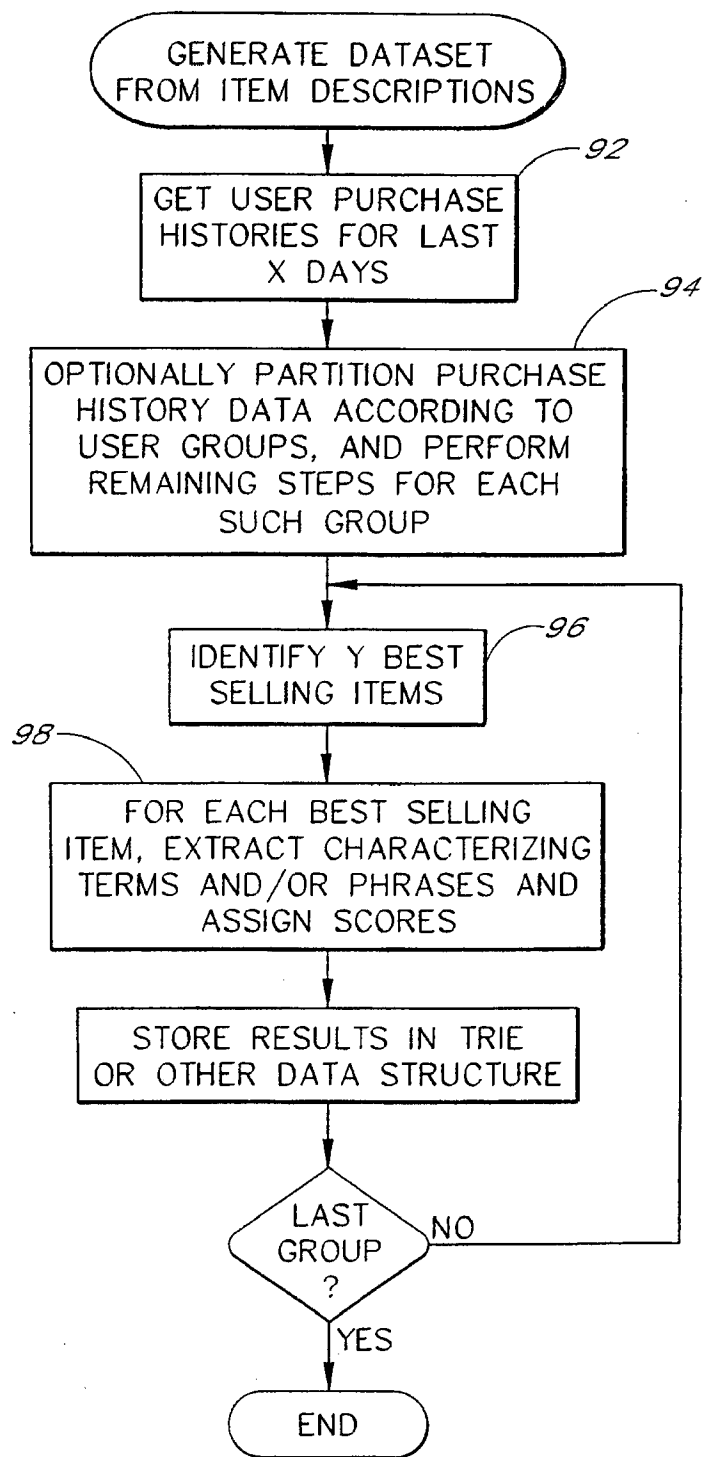 GENERATE DATASET
FROM ITEM DESCRIPTIONS
92
GET USER PURCHASE
HISTORIES FOR LAST
X DAYS
94
OPTIONALLY PARTITION PURCHASE
HISTORY DATA ACCORDING TO
USER GROUPS, AND PERFORM
REMAINING STEPS FOR EACH
SUCH GROUP
96
IDENTIFY Y BEST
SELLING ITEMS
98
FOR EACH BEST SELLING
ITEM, EXTRACT CHARACTERIZING
TERMS AND/OR PHRASES AND
ASSIGN SCORES
STORE RESULTS IN TRIE
OR OTHER DATA STRUCTURE
LAST
GROUP
?
NO
YES
END